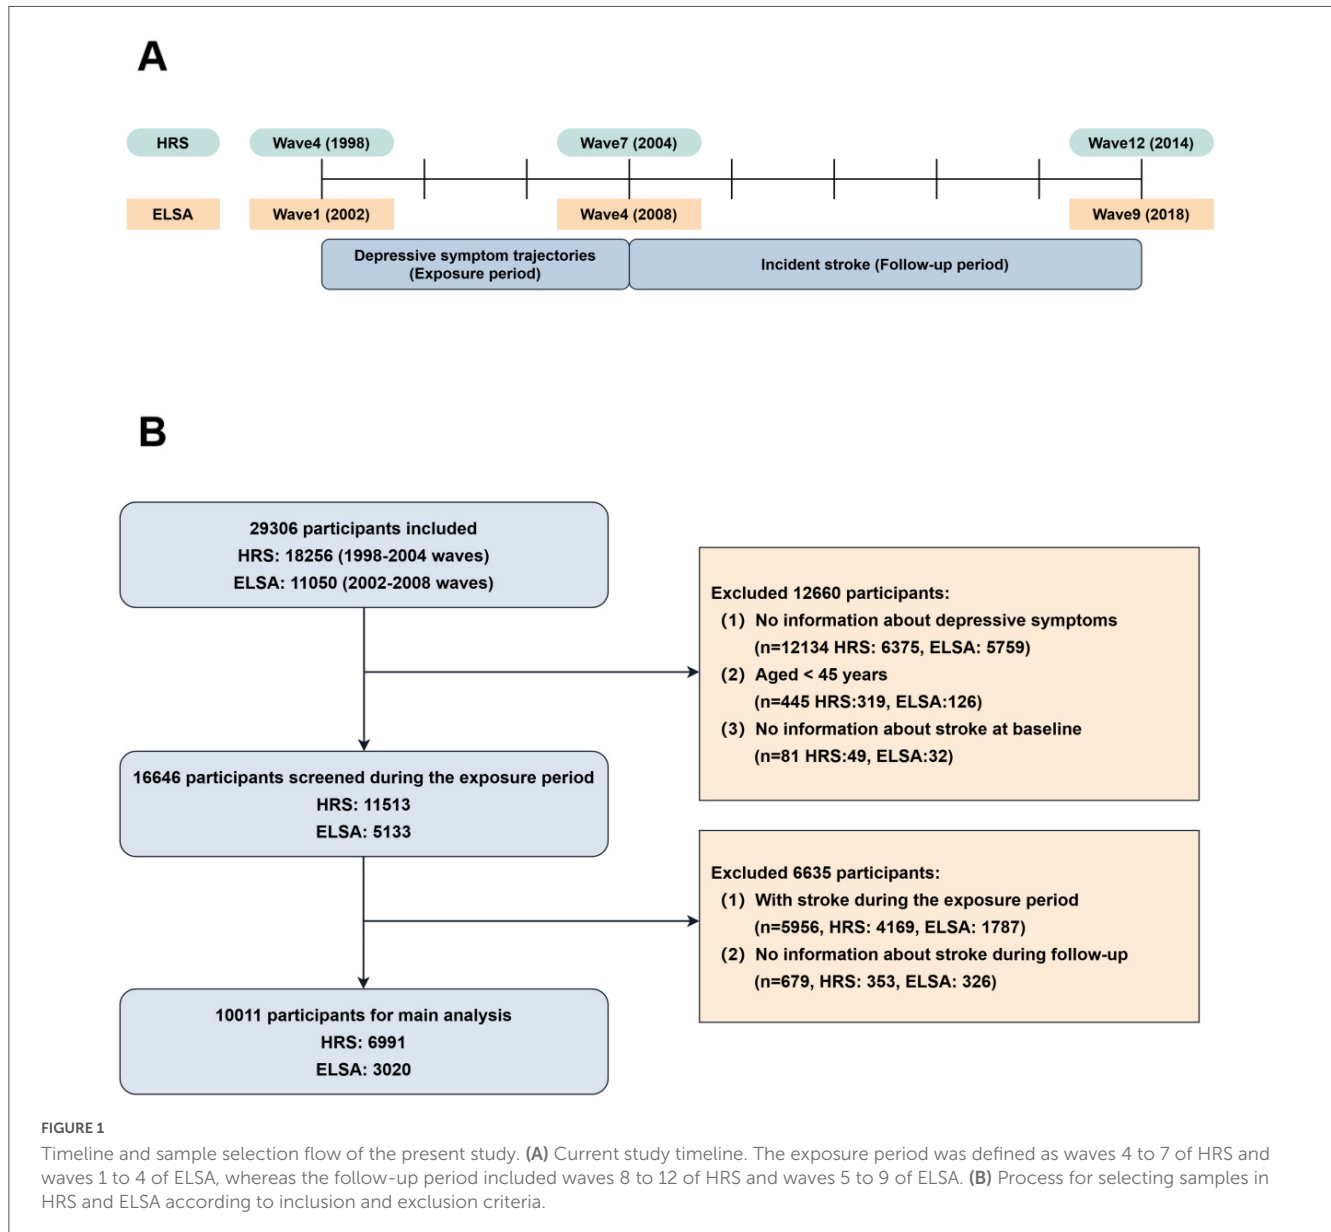 A
HRS
Wave4 (1998)
Wave7 (2004)
Wave12 (2014)
ELSA
Wave1 (2002)
Wave4 (2008)
Wave9 (2018)
Depressive symptom trajectories
(Exposure period)
Incident stroke (Follow-up period)
B
29306 participants included
HRS: 18256 (1998-2004 waves)
ELSA: 11050 (2002-2008 waves)
Excluded 12660 participants:
(1) No information about depressive symptoms
(n=12134 HRS: 6375, ELSA: 5759)
(2) Aged < 45 years
(n=445 HRS:319, ELSA:126)
(3) No information about stroke at baseline
(n=81 HRS:49, ELSA:32)
16646 participants screened during the exposure period
HRS: 11513
ELSA: 5133
Excluded 6635 participants:
(1) With stroke during the exposure period
(n=5956, HRS: 4169, ELSA: 1787)
(2) No information about stroke during follow-up
(n=679, HRS: 353, ELSA: 326)
10011 participants for main analysis
HRS: 6991
ELSA: 3020
FIGURE 1
Timeline and sample selection flow of the present study. (A) Current study timeline. The exposure period was defined as waves 4 to 7 of HRS and
waves 1 to 4 of ELSA, whereas the follow-up period included waves 8 to 12 of HRS and waves 5 to 9 of ELSA. (B) Process for selecting samples in
HRS and ELSA according to inclusion and exclusion criteria.